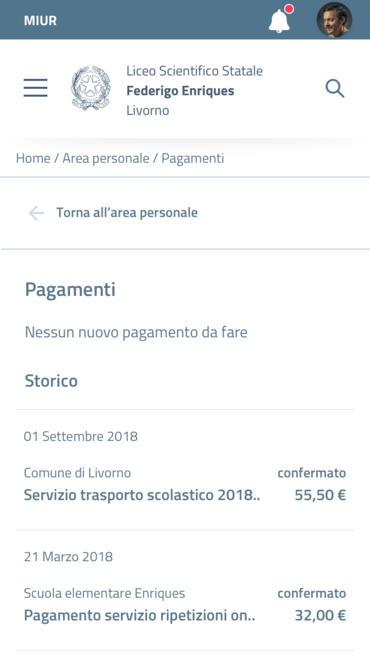 MIUR
Liceo Scientifico Statale
Federigo Enriques
Livorno
Home / Area personale / Pagamenti
Torna all'area personale
Pagamenti
Nessun nuovo pagamento da fare
Storico
01 Settembre 2018
Comune di Livorno confermato
Servizio trasporto scolastico 2018.. 55,50 €
21 Marzo 2018
Scuola elementare Enriques confermato
Pagamento servizio ripetizioni on.. 32,00 €